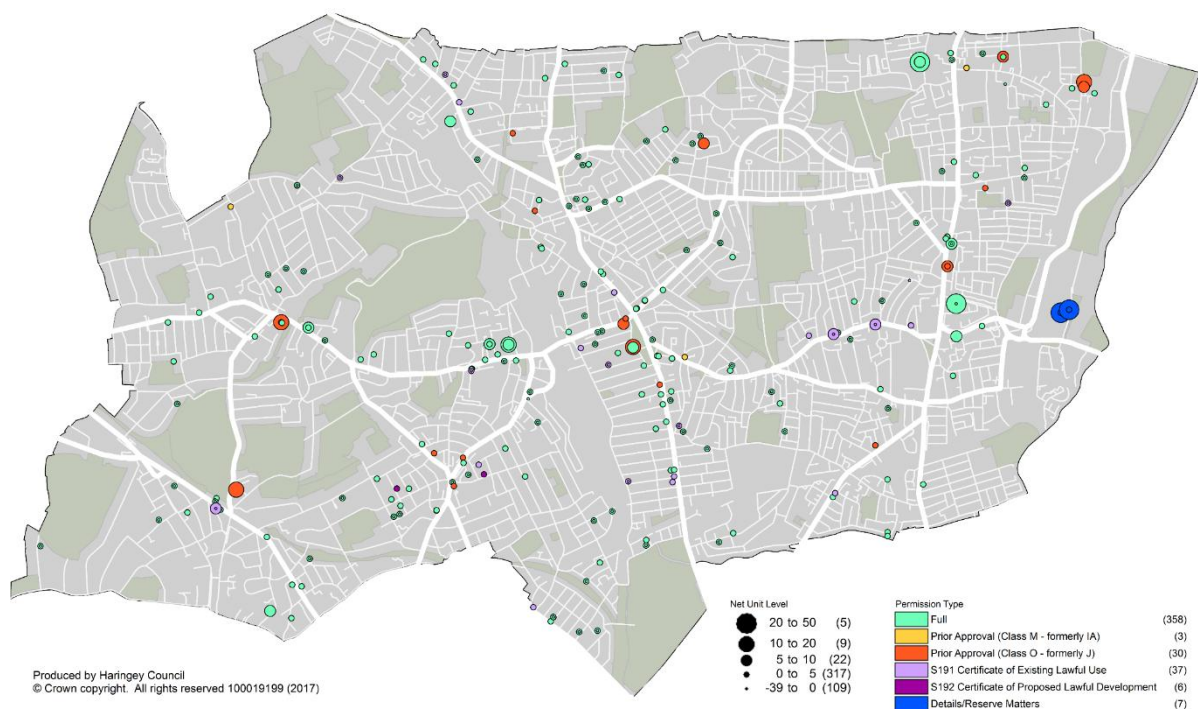 Net Unit Level
20 to 50 (5)
10 to 20 (9)
5 to 10 (22)
0 to 5 (317)
-39 to 0 (109)
Permission Type
Full (358)
Prior Approval (Class M - formerly IA) (3)
Prior Approval (Class O - formerly J) (30)
S191 Certificate of Existing Lawful Use (37)
S192 Certificate of Proposed Lawful Development (6)
Details/Reserve Matters (7)
Produced by Haringey Council
© Crown copyright. All rights reserved 100019199 (2017)